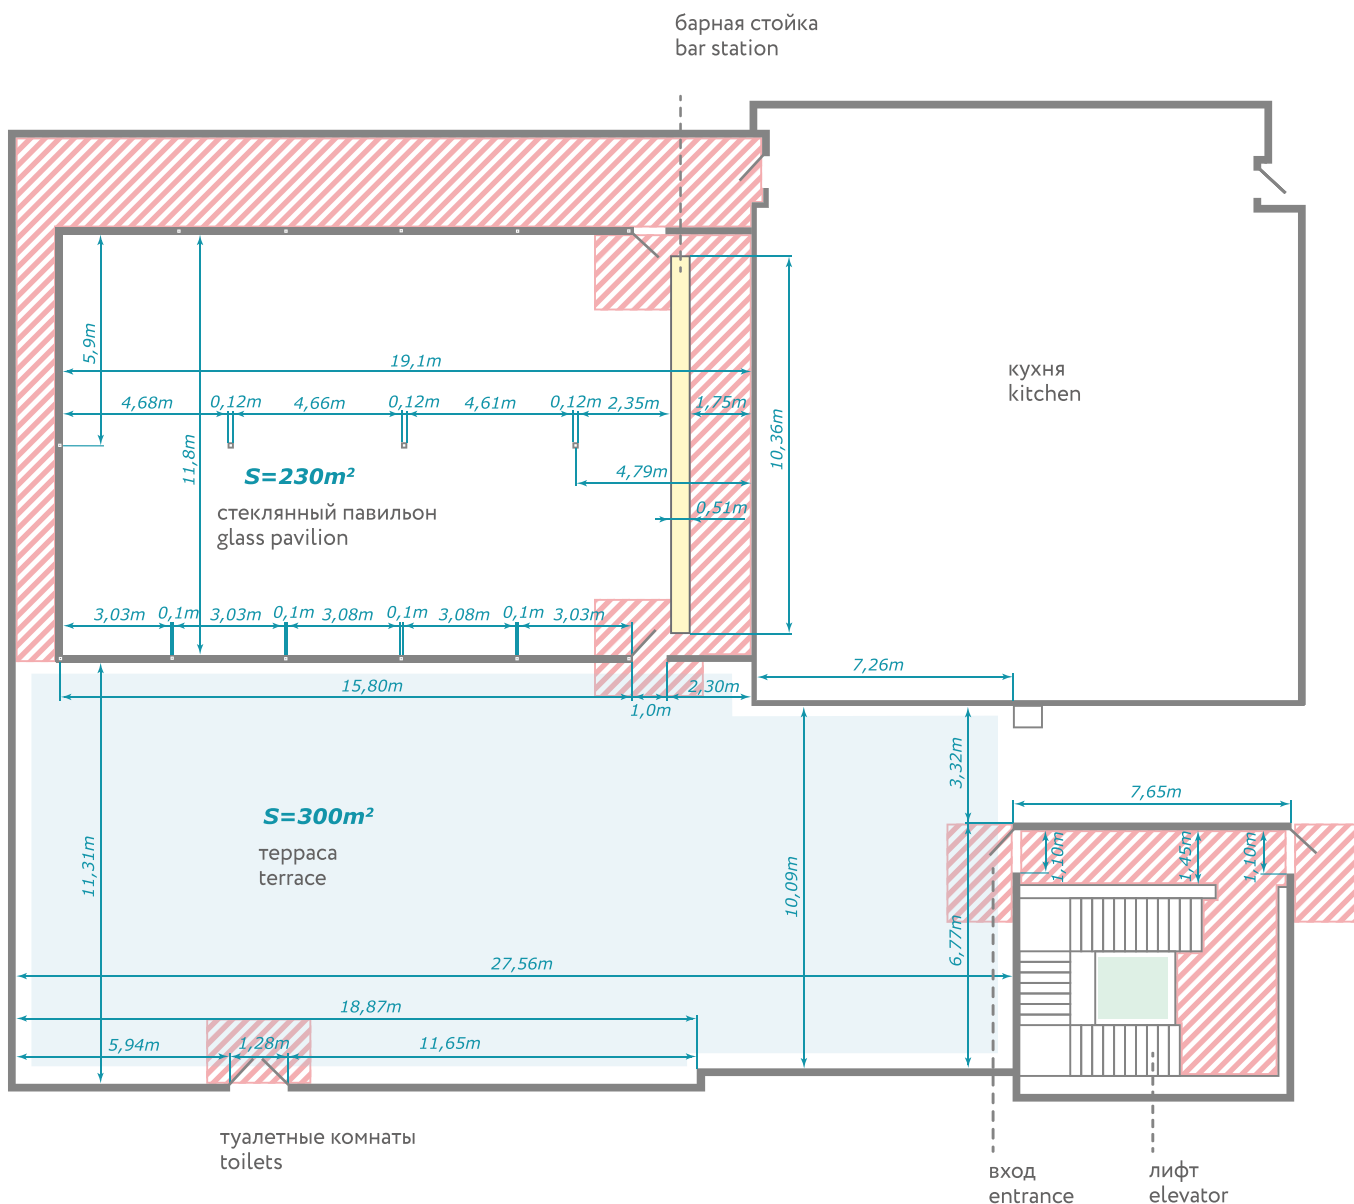 барная стойка
bar station
кухня
kitchen
5,9m
19,1m
4,68m
0,12m
4,66m
0,12m
4,61m
0,12m
2,35m
1,75m
11,8m
10,36m
4,79m
S=230m²
0,51m
стеклянный павильон
glass pavilion
3,03m
0,1m
3,03m
0,1m
3,08m
0,1m
3,08m
0,1m
3,03m
7,26m
15,80m
2,30m
1,0m
3,32m
7,65m
S=300m²
терраса
terrace
11,31m
10,09m
1,10m
1,45m
1,10m
6,77m
27,56m
18,87m
5,94m
1,28m
11,65m
туалетные комнаты
toilets
вход
entrance
лифт
elevator